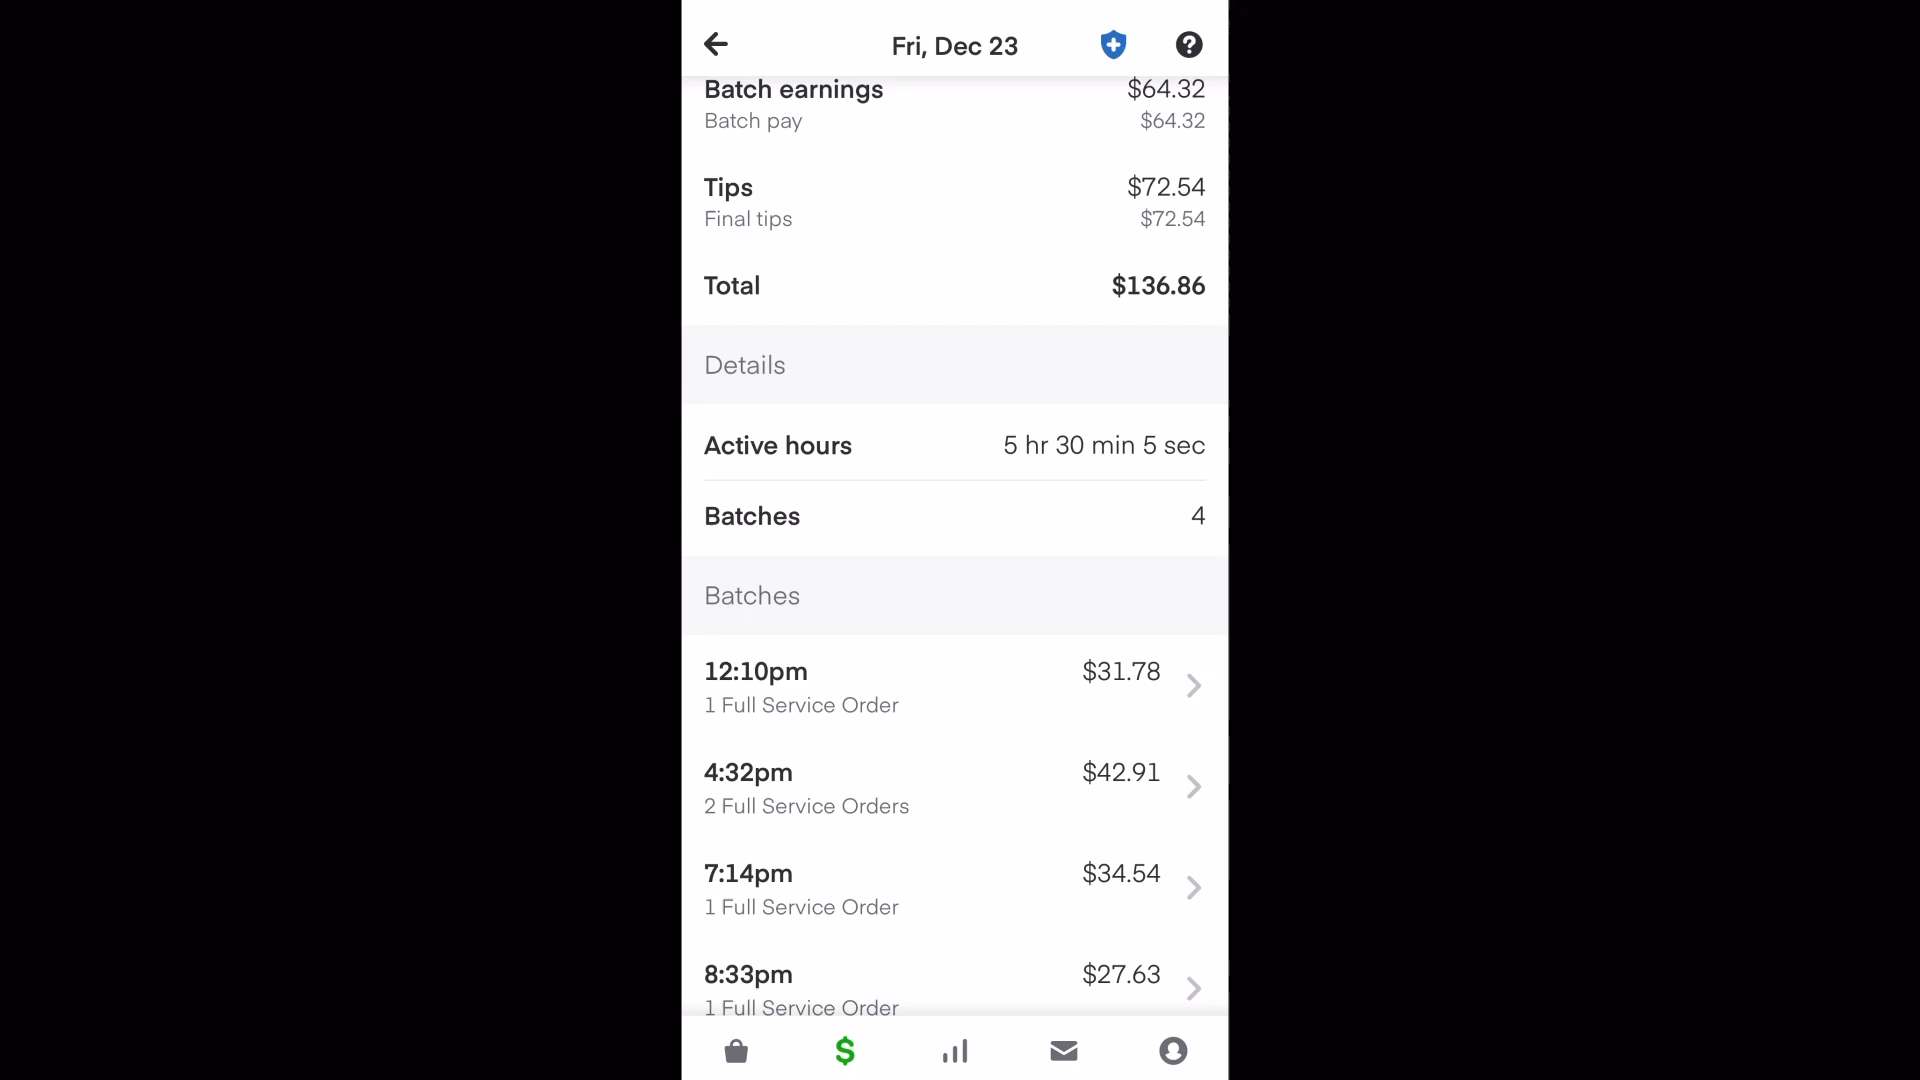 Fri, Dec 23
Batch earnings $64.32
Batch pay $64.32
Tips $72.54
Final tips $72.54
Total $136.86
Details
Active hours 5 hr 30 min 5 sec
Batches 4
Batches
12:10pm $31.78
1 Full Service Order
4:32pm $42.91
2 Full Service Orders
7:14pm $34.54
1 Full Service Order
8:33pm $27.63
1 Full Service Order